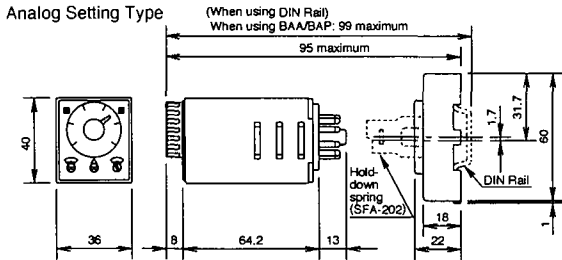 Analog Setting Type
(When using DIN Rail)
When using BAA/BAP: 99 maximum
95 maximum
40
36
8
64.2
13
Hold-
down
spring
(SFA-202)
1.7
31.7
60
DIN Rail
18
22
1